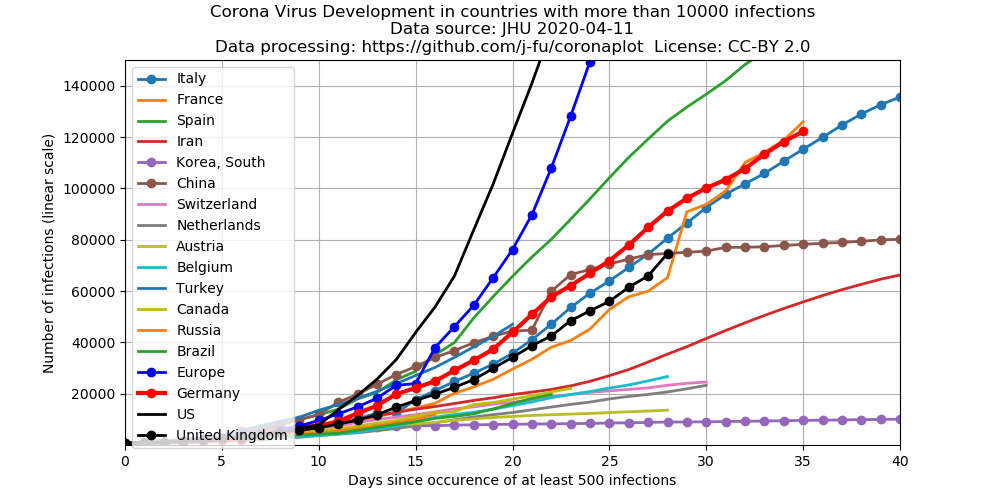 Corona Virus Development in countries with more than 10000 infections
Data source: JHU 2020-04-11
Data processing: https://github.com/j-fu/coronaplot  License: CC-BY 2.0
Number of infections (linear scale)
140000
120000
100000
80000
60000
40000
20000
Italy
France
Spain
Iran
Korea, South
China
Switzerland
Netherlands
Austria
Belgium
Turkey
Canada
Russia
Brazil
Europe
Germany
US
United Kingdom
0 5 10 15 20 25 30 35 40
Days since occurence of at least 500 infections